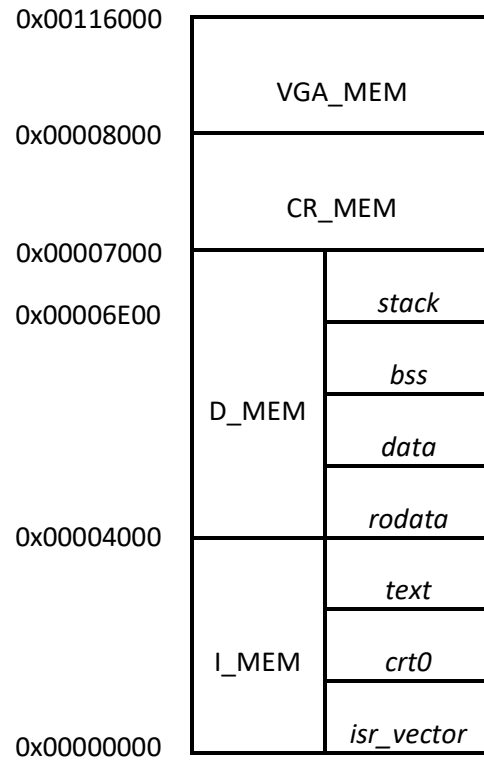 0x00116000
VGA_MEM
0x00008000
CR_MEM
0x00007000
stack
0x00006E00
bss
D_MEM
data
rodata
0x00004000
text
I_MEM
crt0
isr_vector
0x00000000